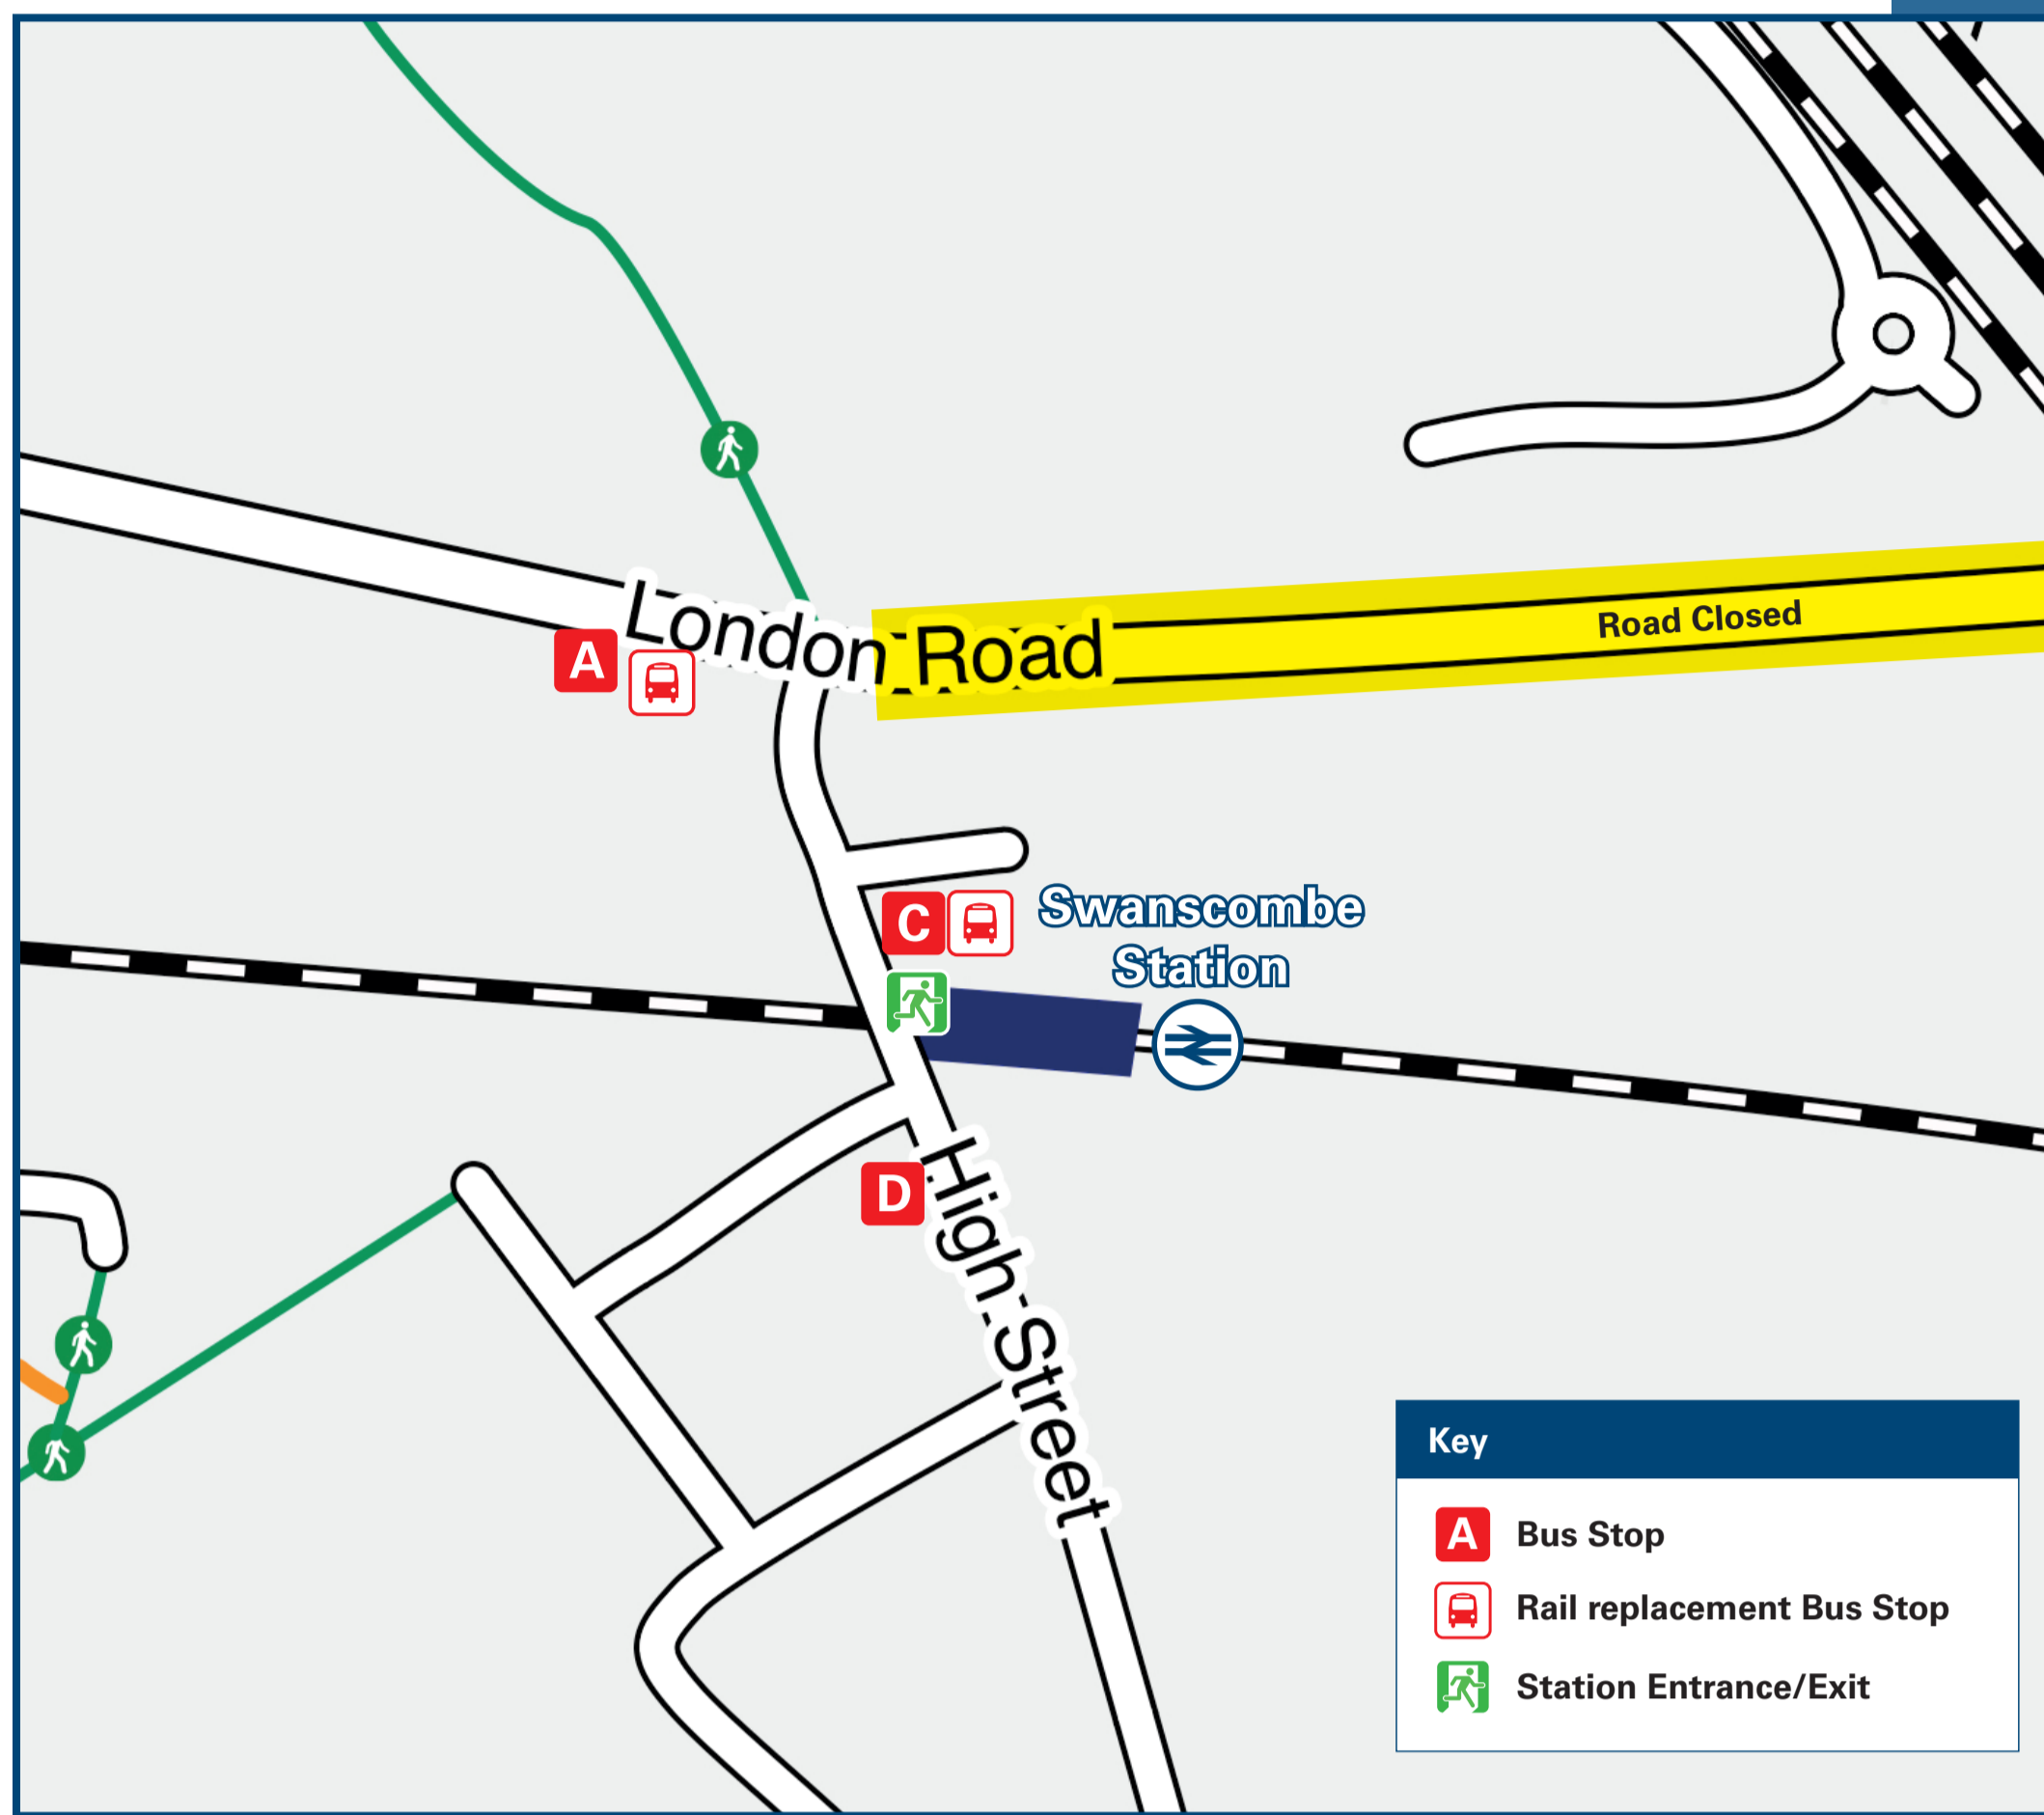 London Road
Road Closed
A
C
Swanscombe
Station
D
High Street
Key
A Bus Stop
Rail replacement Bus Stop
Station Entrance/Exit